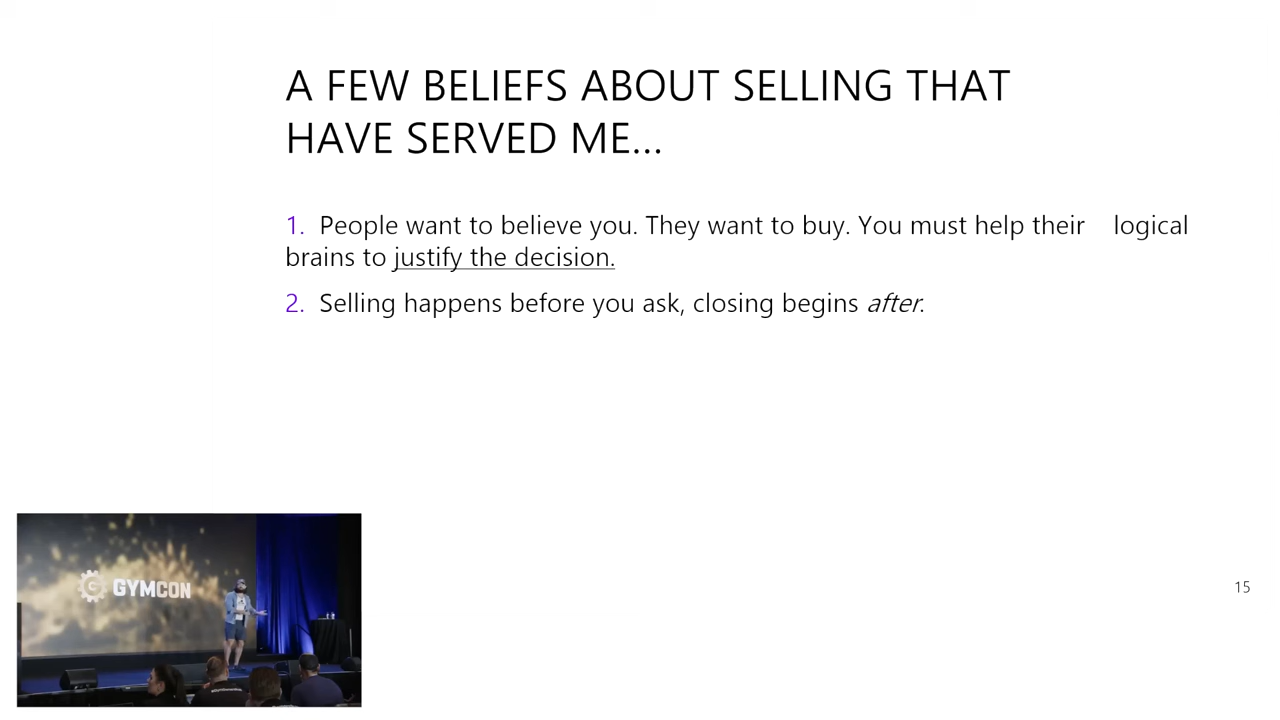 A FEW BELIEFS ABOUT SELLING THAT
HAVE SERVED ME...
1. People want to believe you. They want to buy. You must help their logical
brains to justify the decision.
2. Selling happens before you ask, closing begins after.
GYMCON
15